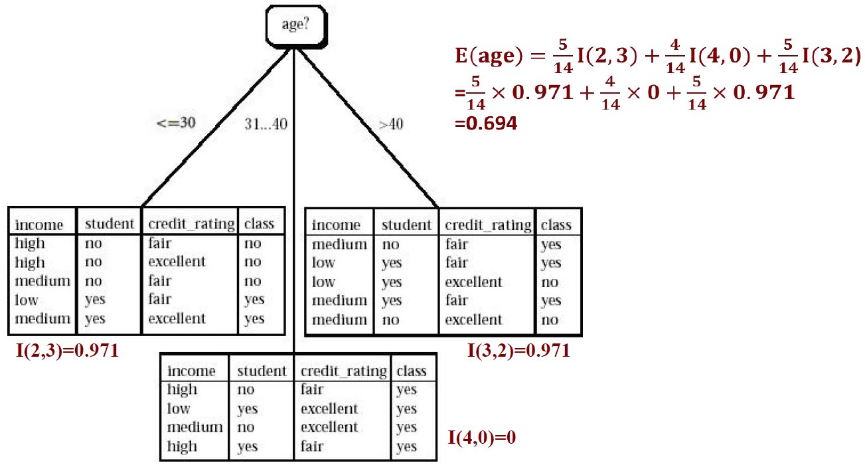 age?
E(age) = 5/14 I(2,3) + 4/14 I(4,0) + 5/14 I(3,2)
=5/14 × 0.971 + 4/14 × 0 + 5/14 × 0.971
=0.694
<=30 31...40 >40
income student credit_rating class
high no fair no
high no excellent no
medium no fair no
low yes fair yes
medium yes excellent yes
I(2,3)=0.971
income student credit_rating class
medium no fair yes
low yes fair yes
low yes excellent no
medium yes fair yes
medium no excellent no
I(3,2)=0.971
income student credit_rating class
high no fair yes
low yes excellent yes
medium no excellent yes
high yes fair yes
I(4,0)=0